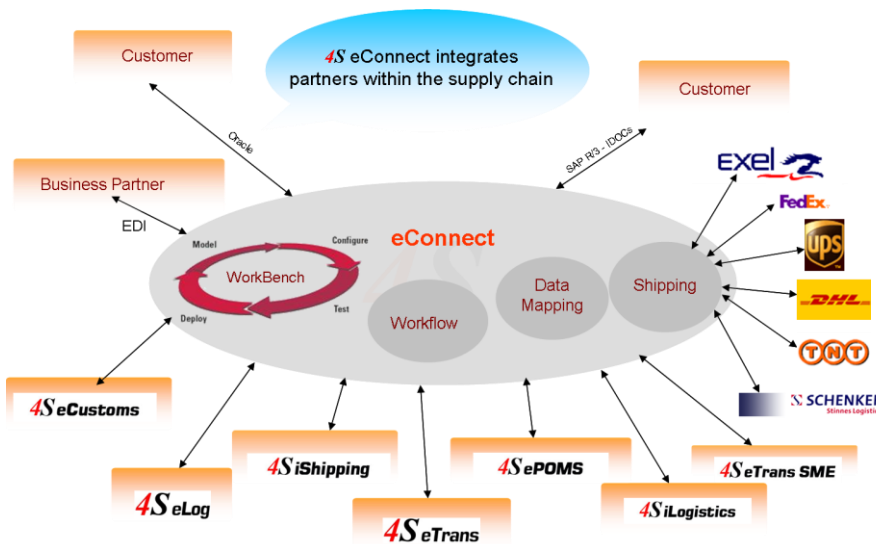 Customer
4S eConnect integrates
partners within the supply chain
Customer
Oracle
SAP R/3 - IDOCs
Business Partner
EDI
EXEL
FedEx
ups
DHL
TNT
SCHENKER
Stinnes Logistics
eConnect
4S
Model
Configure
WorkBench
Deploy
Test
Workflow
Data
Mapping
Shipping
4S eCustoms
4S eLog
4S iShipping
4S eTrans
4S ePOMS
4S iLogistics
4S eTrans SME